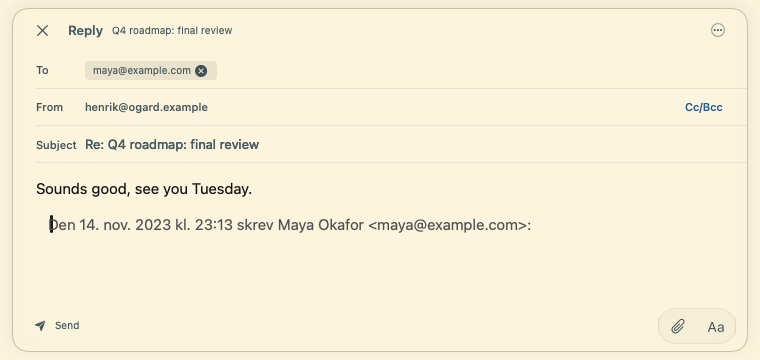 Reply Q4 roadmap: final review
To maya@example.com
From henrik@ogard.example Cc/Bcc
Subject Re: Q4 roadmap: final review
Sounds good, see you Tuesday.
Den 14. nov. 2023 kl. 23:13 skrev Maya Okafor <maya@example.com>:
Send Aa